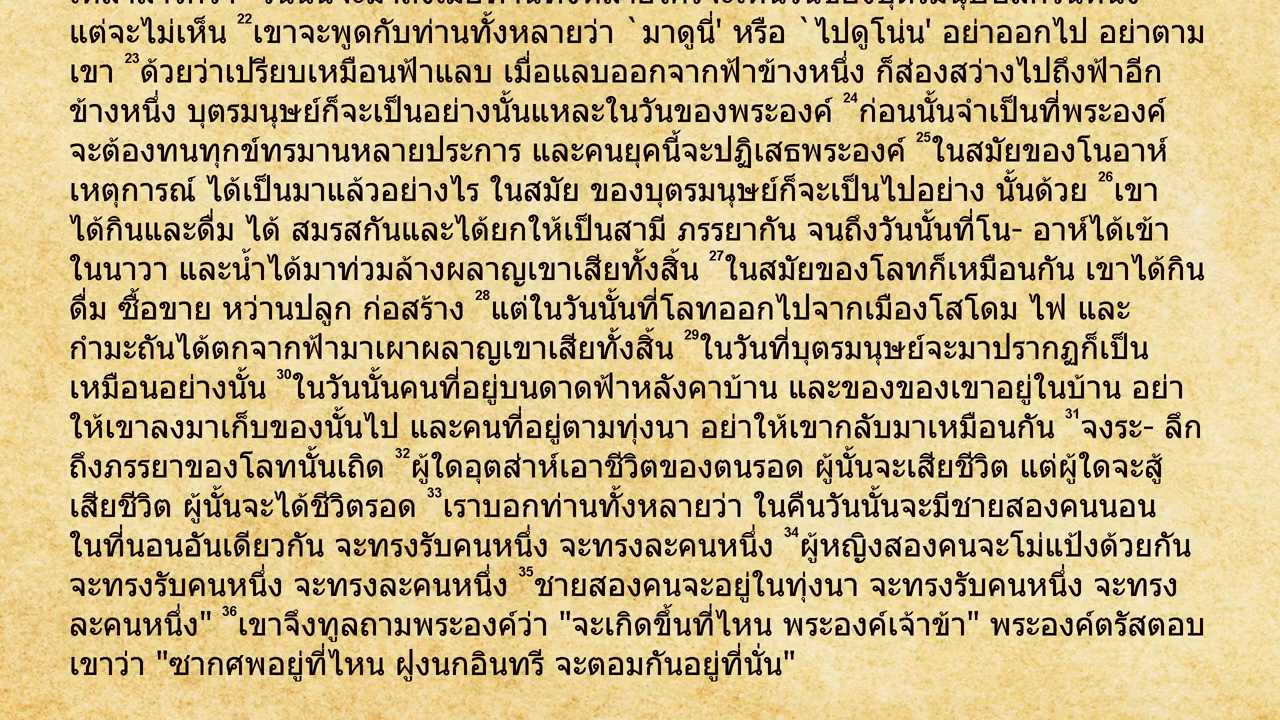 แต่จะไม่เห็น 22เขาจะพูดกับท่านทั้งหลายว่า `มาดูนี่' หรือ `ไปดูโน่น' อย่าออกไป อย่าตาม
เขา 23ด้วยว่าเปรียบเหมือนฟ้าแลบ เมื่อแลบออกจากฟ้าข้างหนึ่ง ก็ส่องสว่างไปถึงฟ้าอีก
ข้างหนึ่ง บุตรมนุษย์ก็จะเป็นอย่างนั้นแหละในวันของพระองค์ 24ก่อนนั้นจำเป็นที่พระองค์
จะต้องทนทุกข์ทรมานหลายประการ และคนยุคนี้จะปฏิเสธพระองค์ 25ในสมัยของโนอาห์
เหตุการณ์ ได้เป็นมาแล้วอย่างไร ในสมัย ของบุตรมนุษย์ก็จะเป็นไปอย่าง นั้นด้วย 26เขา
ได้กินและดื่ม ได้ สมรสกันและได้ยกให้เป็นสามี ภรรยากัน จนถึงวันนั้นที่โน- อาห์ได้เข้า
ในนาวา และน้ำได้มาท่วมล้างผลาญเขาเสียทั้งสิ้น 27ในสมัยของโลทก็เหมือนกัน เขาได้กิน
ดื่ม ซื้อขาย หว่านปลูก ก่อสร้าง 28แต่ในวันนั้นที่โลทออกไปจากเมืองโสโดม ไฟ และ
กำมะถันได้ตกจากฟ้ามาเผาผลาญเขาเสียทั้งสิ้น 29ในวันที่บุตรมนุษย์จะมาปรากฏก็เป็น
เหมือนอย่างนั้น 30ในวันนั้นคนที่อยู่บนดาดฟ้าหลังคาบ้าน และของของเขาอยู่ในบ้าน อย่า
ให้เขาลงมาเก็บของนั้นไป และคนที่อยู่ตามทุ่งนา อย่าให้เขากลับมาเหมือนกัน 31จงระ- ลึก
ถึงภรรยาของโลทนั้นเถิด 32ผู้ใดอุตส่าห์เอาชีวิตของตนรอด ผู้นั้นจะเสียชีวิต แต่ผู้ใดจะสู้
เสียชีวิต ผู้นั้นจะได้ชีวิตรอด 33เราบอกท่านทั้งหลายว่า ในคืนวันนั้นจะมีชายสองคนนอน
ในที่นอนอันเดียวกัน จะทรงรับคนหนึ่ง จะทรงละคนหนึ่ง 34ผู้หญิงสองคนจะโม่แป้งด้วยกัน
จะทรงรับคนหนึ่ง จะทรงละคนหนึ่ง 35ชายสองคนจะอยู่ในทุ่งนา จะทรงรับคนหนึ่ง จะทรง
ละคนหนึ่ง" 36เขาจึงทูลถามพระองค์ว่า "จะเกิดขึ้นที่ไหน พระองค์เจ้าข้า" พระองค์ตรัสตอบ
เขาว่า "ซากศพอยู่ที่ไหน ฝูงนกอินทรี จะตอมกันอยู่ที่นั่น"